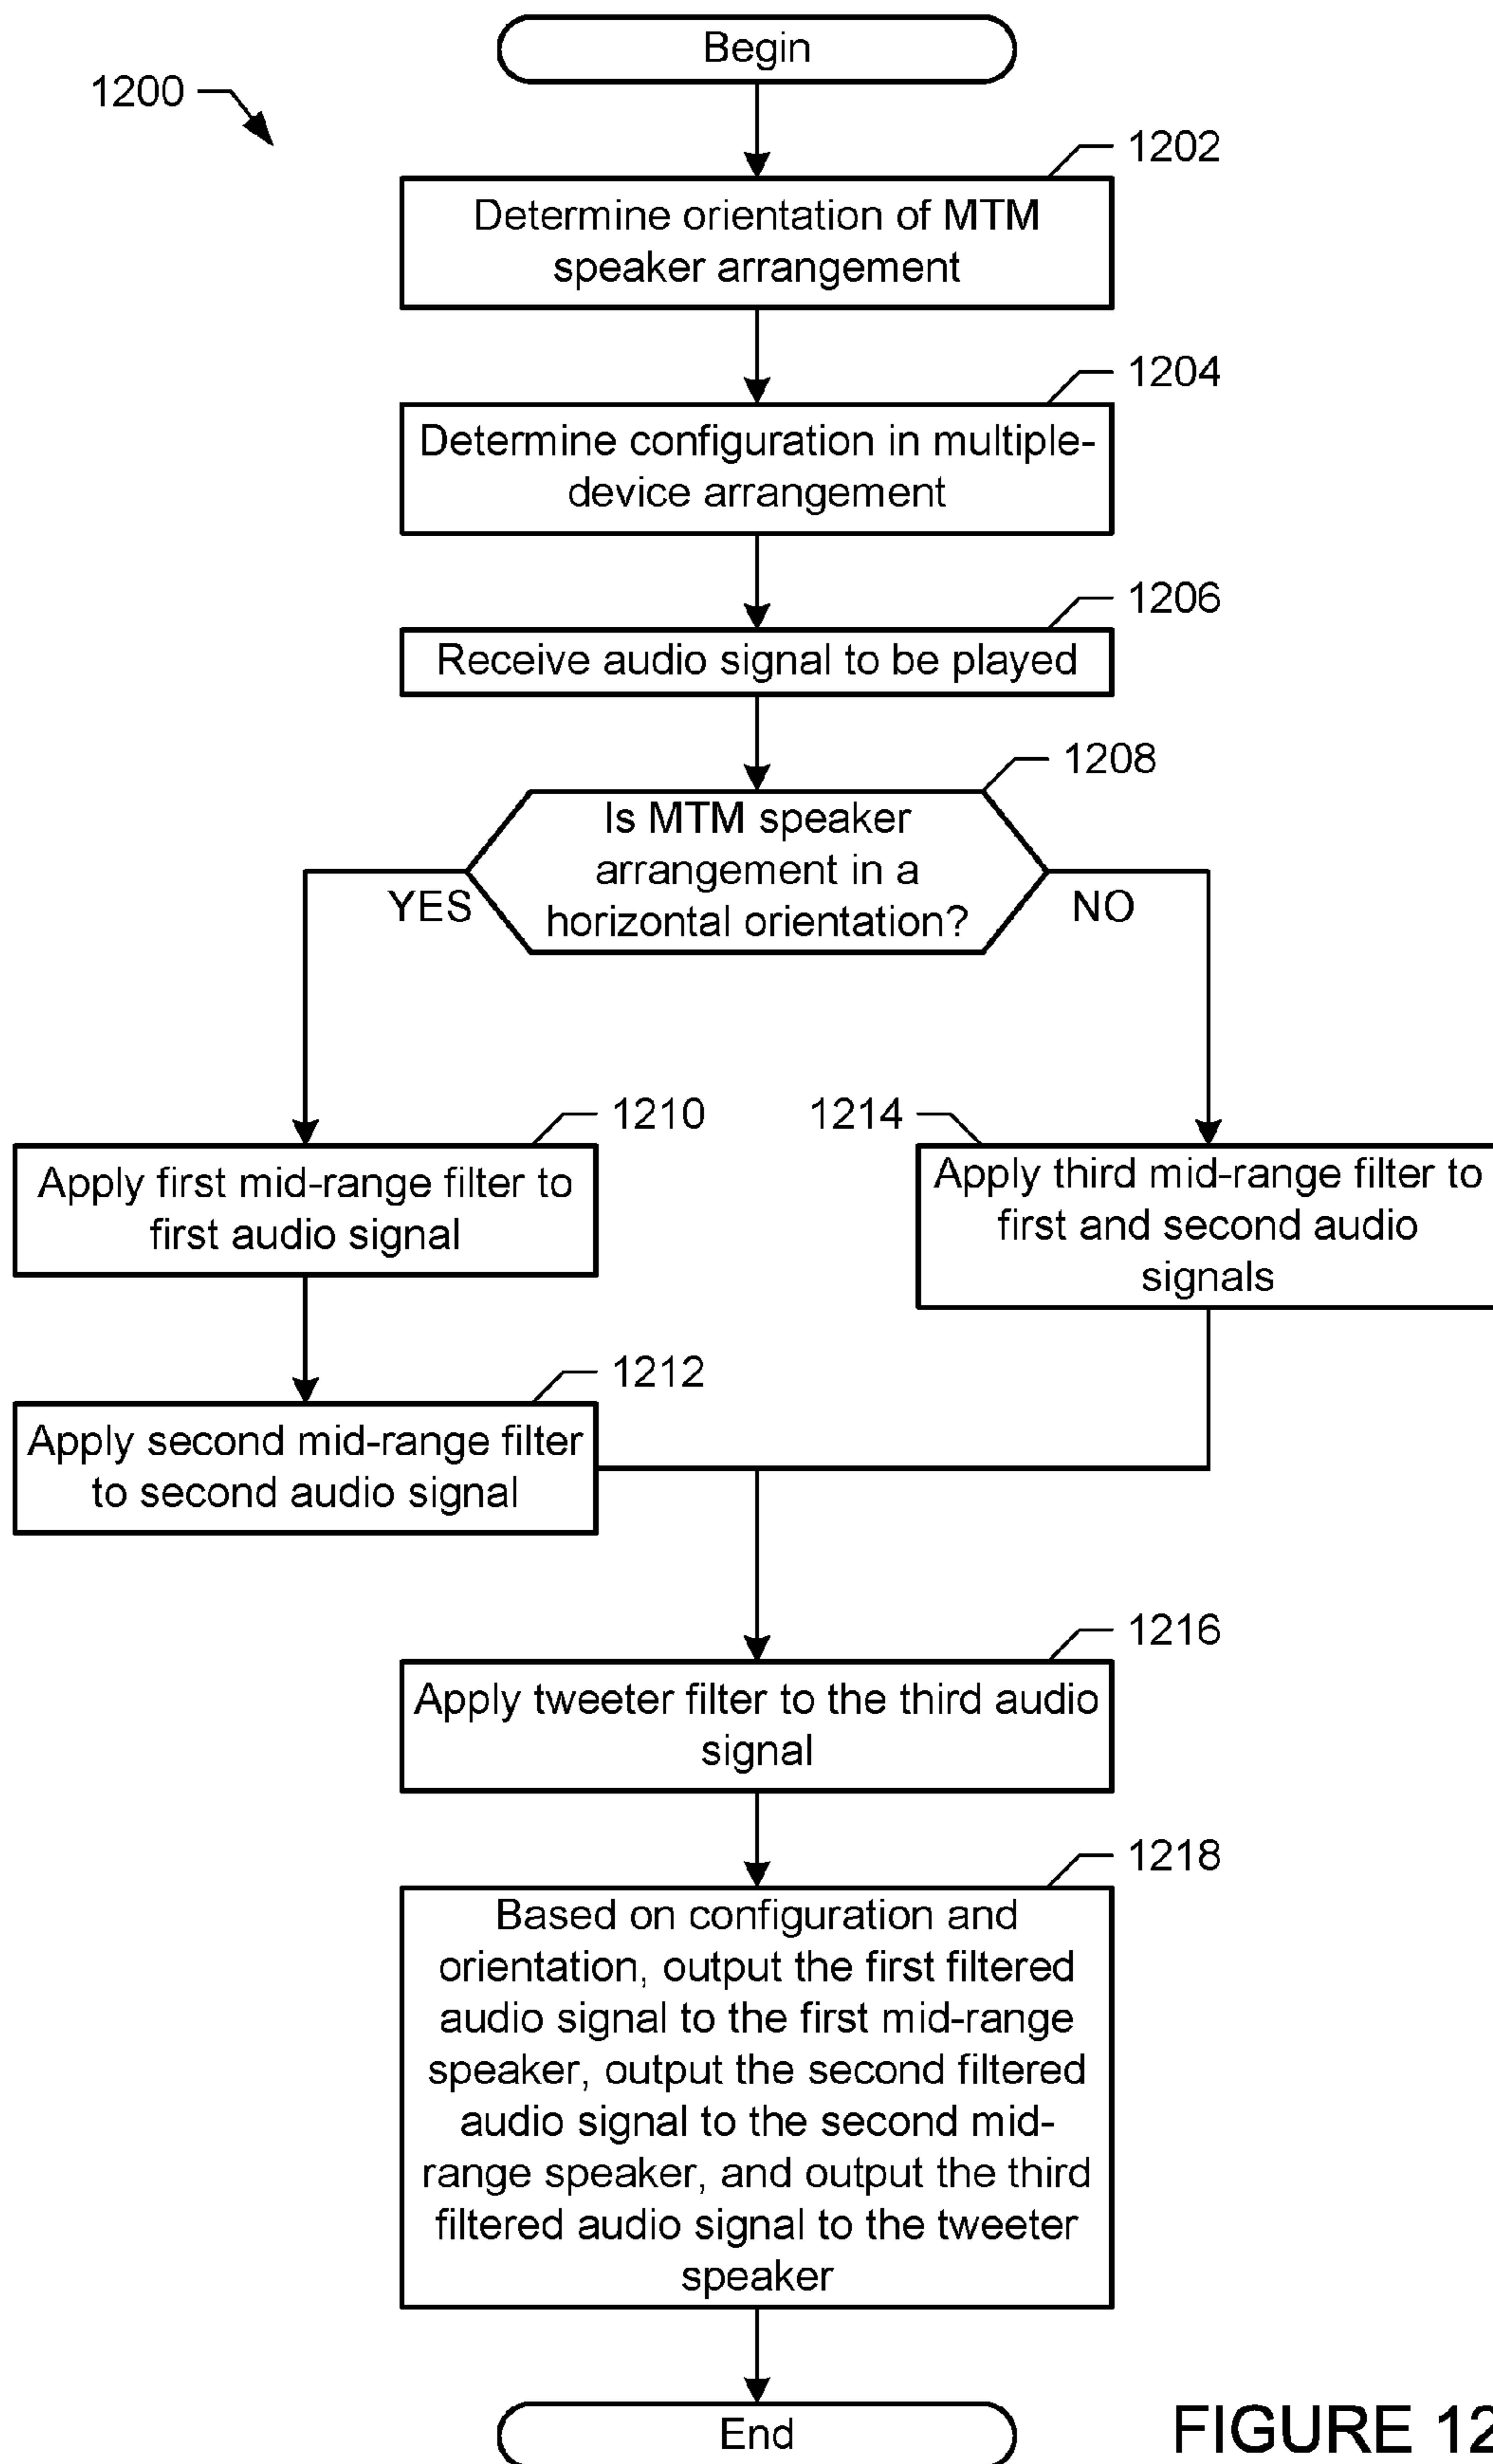 Begin
1200
1202
Determine orientation of MTM
speaker arrangement
1204
Determine configuration in multiple-
device arrangement
1206
Receive audio signal to be played
1208
Is MTM speaker
arrangement in a
horizontal orientation?
YES
NO
1210
1214
Apply first mid-range filter to
first audio signal
Apply third mid-range filter to
first and second audio
signals
1212
Apply second mid-range filter
to second audio signal
1216
Apply tweeter filter to the third audio
signal
1218
Based on configuration and
orientation, output the first filtered
audio signal to the first mid-range
speaker, output the second filtered
audio signal to the second mid-
range speaker, and output the third
filtered audio signal to the tweeter
speaker
End
FIGURE 12